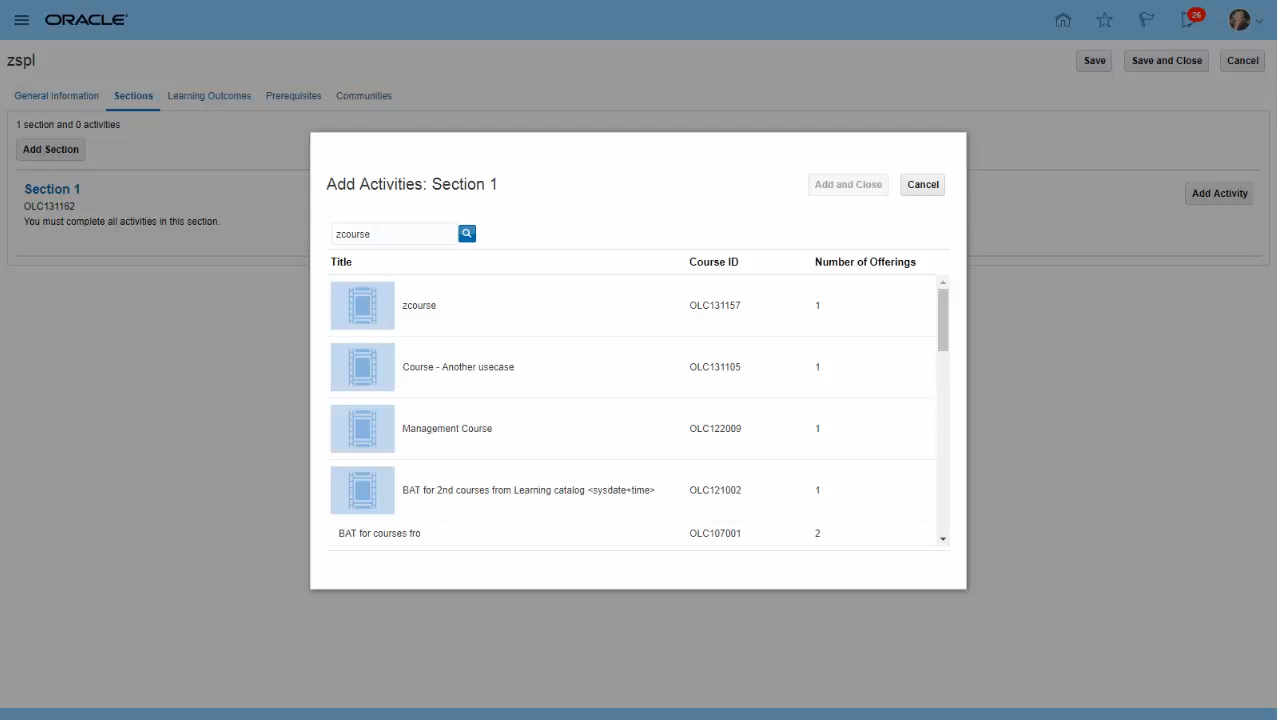 ORACLE
26
zspl
Save
Save and Close
Cancel
General Information
Sections
Learning Outcomes
Prerequisites
Communities
1 section and 0 activities
Add Section
Section 1
OLC131162
You must complete all activities in this section.
Add Activity
Add Activities: Section 1
Add and Close
Cancel
zcourse
Title Course ID Number of Offerings
zcourse OLC131157 1
Course - Another usecase OLC131105 1
Management Course OLC122009 1
BAT for 2nd courses from Learning catalog <sysdate+time> OLC121002 1
BAT for courses fro OLC107001 2